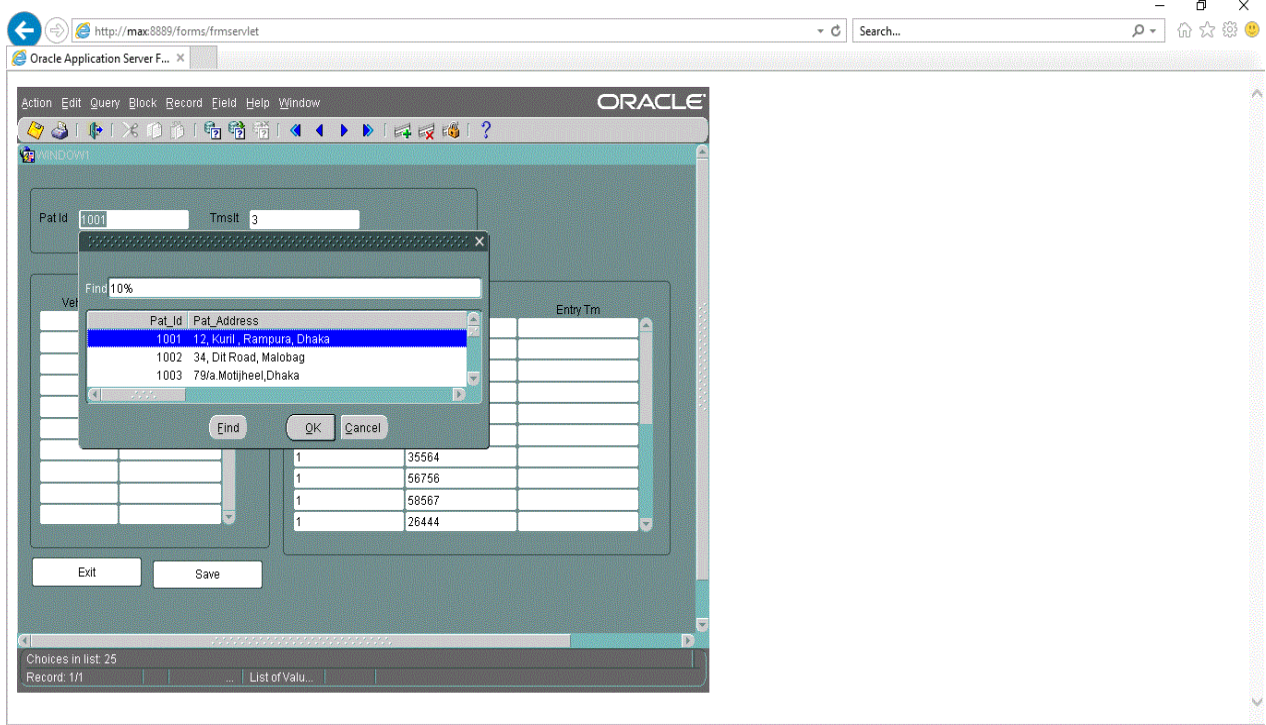 http://max:8889/forms/frmservlet
Search...
Oracle Application Server F...
Action Edit Query Block Record Field Help Window
ORACLE
WINDOW1
Pat Id 1001 Tmslt 3
Find 10%
Veh
Entry Tm
Pat_Id Pat_Address
1001 12, Kuril , Rampura, Dhaka
1002 34, Dit Road, Malobag
1003 79/a.Motijheel,Dhaka
Find OK Cancel
1 35564
1 56756
1 58567
1 26444
Exit Save
Choices in list: 25
Record: 1/1 ... List of Valu...